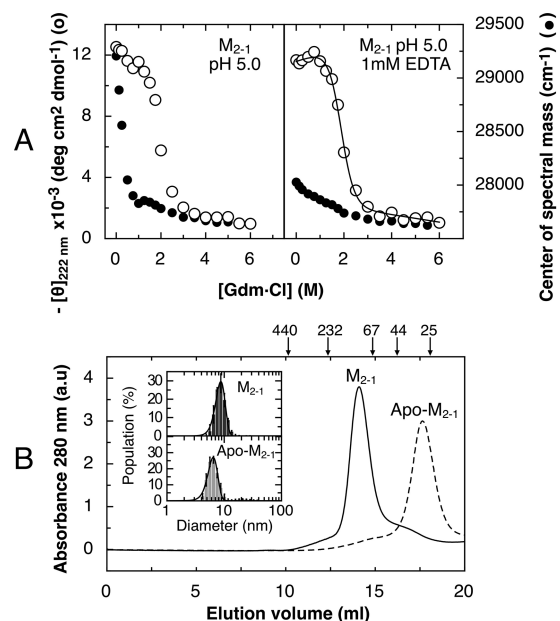 A
- [θ]222 nm x10-3 (deg cm2 dmol-1) (o)
12
8
4
0
M2-1
pH 5.0
M2-1 pH 5.0
1mM EDTA
29500
29000
28500
28000
Center of spectral mass (cm-1) (●)
0 2 4 6 0 2 4 6
[Gdm·Cl] (M)
B
440 232 67 44 25
Absorbance 280 nm (a.u)
4
3
2
1
0
M2-1
Apo-M2-1
Population (%)
30
20
10
0
M2-1
30
20
10
0
Apo-M2-1
1 10 100
Diameter (nm)
0 5 10 15 20
Elution volume (ml)